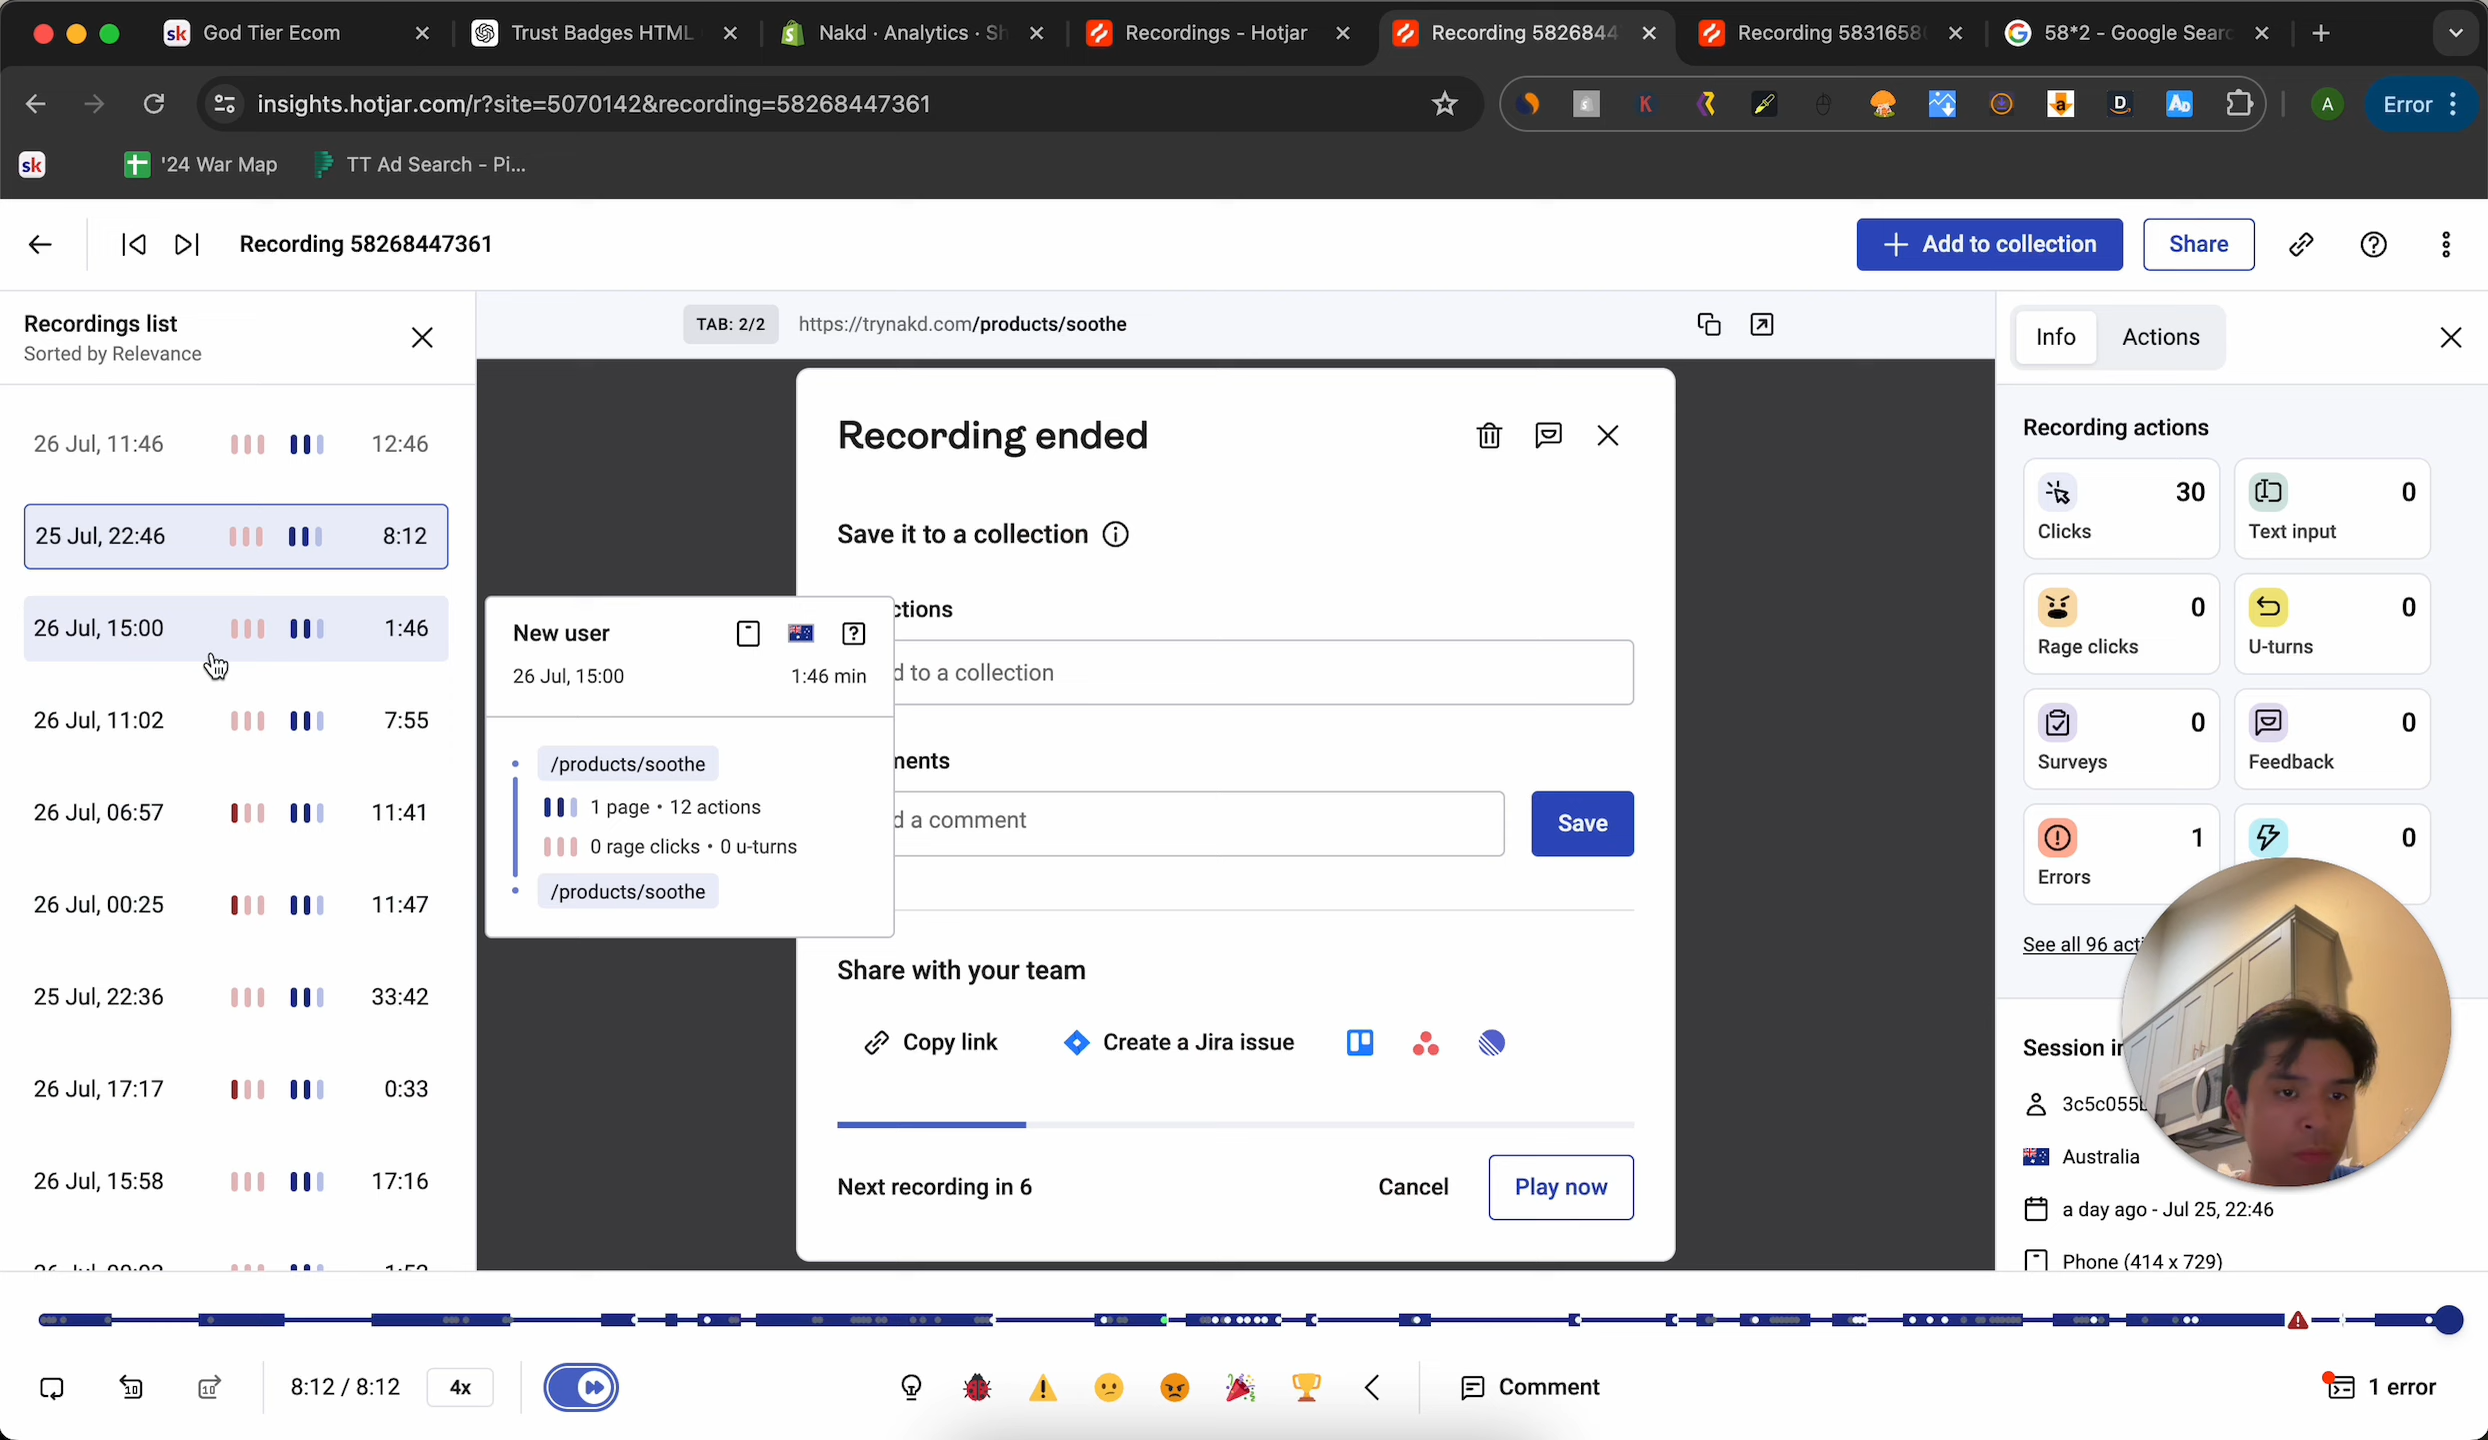 sk God Tier Ecom
Trust Badges HTML
Nakd · Analytics · Sh
Recordings - Hotjar
Recording 5826844
Recording 5831658
58*2 - Google Sear
insights.hotjar.com/r?site=5070142&recording=58268447361
A
Error
sk
'24 War Map
TT Ad Search - Pi...
Recording 58268447361
Add to collection
Share
Recordings list
Sorted by Relevance
TAB: 2/2
https://trynakd.com/products/soothe
Info
Actions
26 Jul, 11:46 12:46
25 Jul, 22:46 8:12
26 Jul, 15:00 1:46
26 Jul, 11:02 7:55
26 Jul, 06:57 11:41
26 Jul, 00:25 11:47
25 Jul, 22:36 33:42
26 Jul, 17:17 0:33
26 Jul, 15:58 17:16
New user
26 Jul, 15:00 1:46 min
/products/soothe
1 page • 12 actions
0 rage clicks • 0 u-turns
/products/soothe
Recording ended
Save it to a collection
ctions
d to a collection
ments
d a comment
Save
Share with your team
Copy link
Create a Jira issue
Next recording in 6
Cancel
Play now
Recording actions
30
Clicks
0
Text input
0
Rage clicks
0
U-turns
0
Surveys
0
Feedback
1
Errors
0
See all 96 acti
Session in
3c5c055b
Australia
a day ago - Jul 25, 22:46
Phone (414 x 729)
10
10
8:12 / 8:12
4x
Comment
1 error